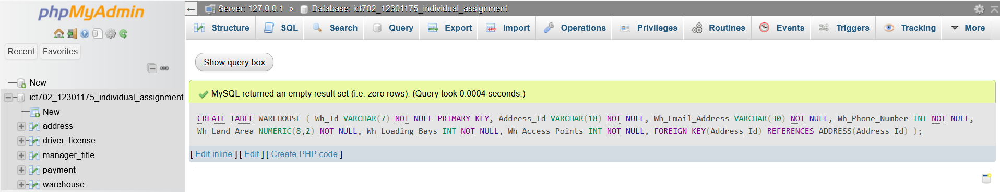 phpMyAdmin
Recent Favorites
New
ict702_12301175_individual_assignment
New
address
driver_license
manager_title
payment
warehouse
Server: 127.0.0.1 » Database: ict702_12301175_individual_assignment
Structure SQL Search Query Export Import Operations Privileges Routines Events Triggers Tracking More
Show query box
MySQL returned an empty result set (i.e. zero rows). (Query took 0.0004 seconds.)
CREATE TABLE WAREHOUSE ( Wh_Id VARCHAR(7) NOT NULL PRIMARY KEY, Address_Id VARCHAR(18) NOT NULL, Wh_Email_Address VARCHAR(30) NOT NULL, Wh_Phone_Number INT NOT NULL,
Wh_Land_Area NUMERIC(8,2) NOT NULL, Wh_Loading_Bays INT NOT NULL, Wh_Access_Points INT NOT NULL, FOREIGN KEY(Address_Id) REFERENCES ADDRESS(Address_Id) );
[ Edit inline ] [ Edit ] [ Create PHP code ]